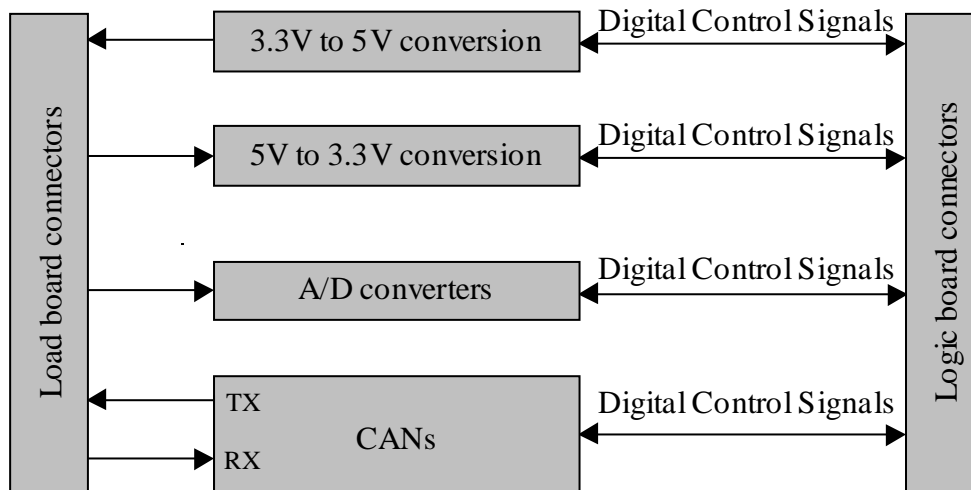 Load board connectors
3.3V to 5V conversion
Digital Control Signals
5V to 3.3V conversion
Digital Control Signals
A/D converters
Digital Control Signals
TX
RX
CANs
Digital Control Signals
Logic board connectors